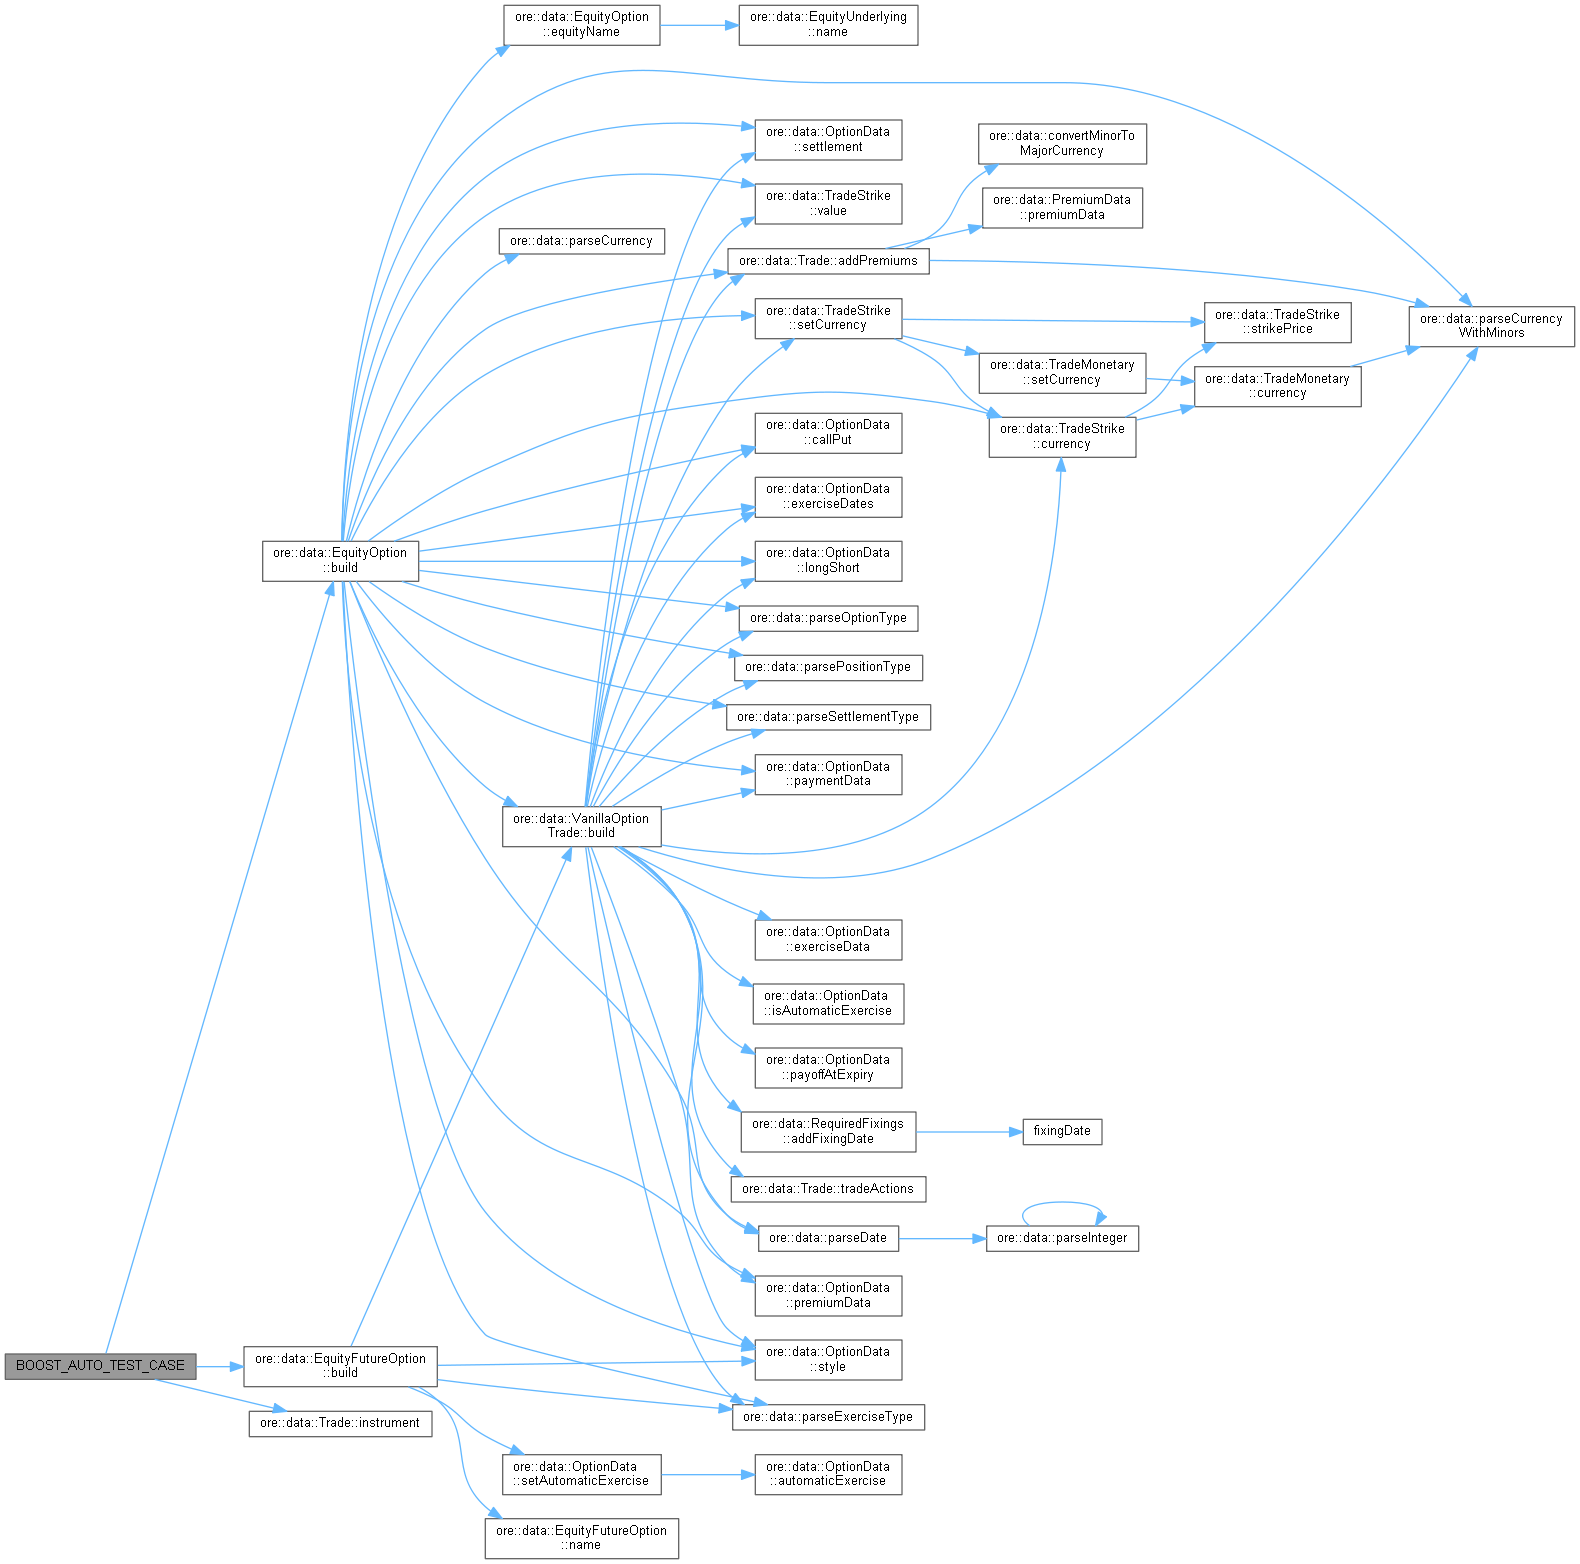 ore::data::EquityOption
::equityName
ore::data::EquityUnderlying
::name
ore::data::OptionData
::settlement
ore::data::convertMinorTo
MajorCurrency
ore::data::TradeStrike
::value
ore::data::PremiumData
::premiumData
ore::data::parseCurrency
ore::data::Trade::addPremiums
ore::data::TradeStrike
::setCurrency
ore::data::TradeStrike
::strikePrice
ore::data::parseCurrency
WithMinors
ore::data::TradeMonetary
::setCurrency
ore::data::TradeMonetary
::currency
ore::data::OptionData
::callPut
ore::data::TradeStrike
::currency
ore::data::OptionData
::exerciseDates
ore::data::EquityOption
::build
ore::data::OptionData
::longShort
ore::data::parseOptionType
ore::data::parsePositionType
ore::data::parseSettlementType
ore::data::OptionData
::paymentData
ore::data::VanillaOption
Trade::build
ore::data::OptionData
::exerciseData
ore::data::OptionData
::isAutomaticExercise
ore::data::OptionData
::payoffAtExpiry
ore::data::RequiredFixings
::addFixingDate
fixingDate
ore::data::Trade::tradeActions
ore::data::parseDate
ore::data::parseInteger
ore::data::OptionData
::premiumData
BOOST_AUTO_TEST_CASE
ore::data::EquityFutureOption
::build
ore::data::OptionData
::style
ore::data::Trade::instrument
ore::data::parseExerciseType
ore::data::OptionData
::setAutomaticExercise
ore::data::OptionData
::automaticExercise
ore::data::EquityFutureOption
::name